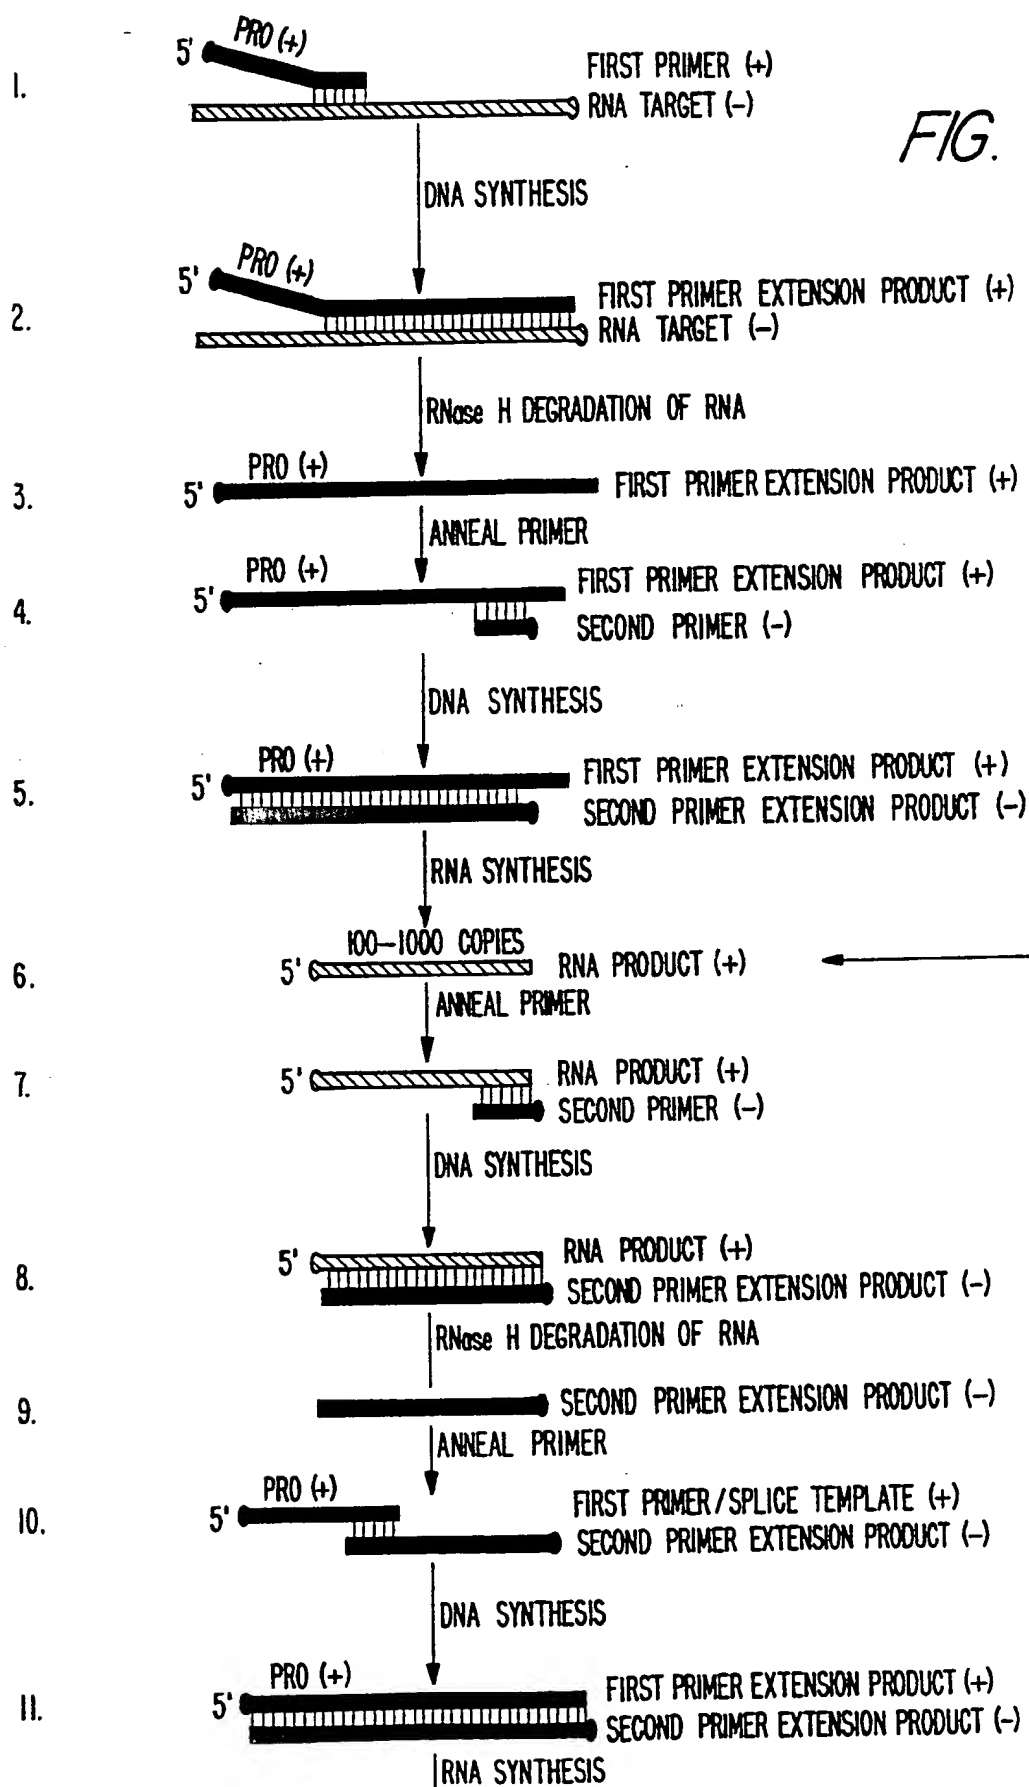 5' PRO (+)
1.
FIRST PRIMER (+)
RNA TARGET (-)
FIG.
DNA SYNTHESIS
5' PRO (+)
2.
FIRST PRIMER EXTENSION PRODUCT (+)
RNA TARGET (-)
RNase H DEGRADATION OF RNA
PRO (+)
3. 5' FIRST PRIMER EXTENSION PRODUCT (+)
ANNEAL PRIMER
PRO (+)
4. 5' FIRST PRIMER EXTENSION PRODUCT (+)
SECOND PRIMER (-)
DNA SYNTHESIS
PRO (+)
5. 5' FIRST PRIMER EXTENSION PRODUCT (+)
SECOND PRIMER EXTENSION PRODUCT (-)
RNA SYNTHESIS
100-1000 COPIES
6. 5' RNA PRODUCT (+)
ANNEAL PRIMER
7. 5' RNA PRODUCT (+)
SECOND PRIMER (-)
DNA SYNTHESIS
8. 5' RNA PRODUCT (+)
SECOND PRIMER EXTENSION PRODUCT (-)
RNase H DEGRADATION OF RNA
9. SECOND PRIMER EXTENSION PRODUCT (-)
ANNEAL PRIMER
PRO (+)
10. 5' FIRST PRIMER/SPLICE TEMPLATE (+)
SECOND PRIMER EXTENSION PRODUCT (-)
DNA SYNTHESIS
PRO (+)
11. 5' FIRST PRIMER EXTENSION PRODUCT (+)
SECOND PRIMER EXTENSION PRODUCT (-)
RNA SYNTHESIS